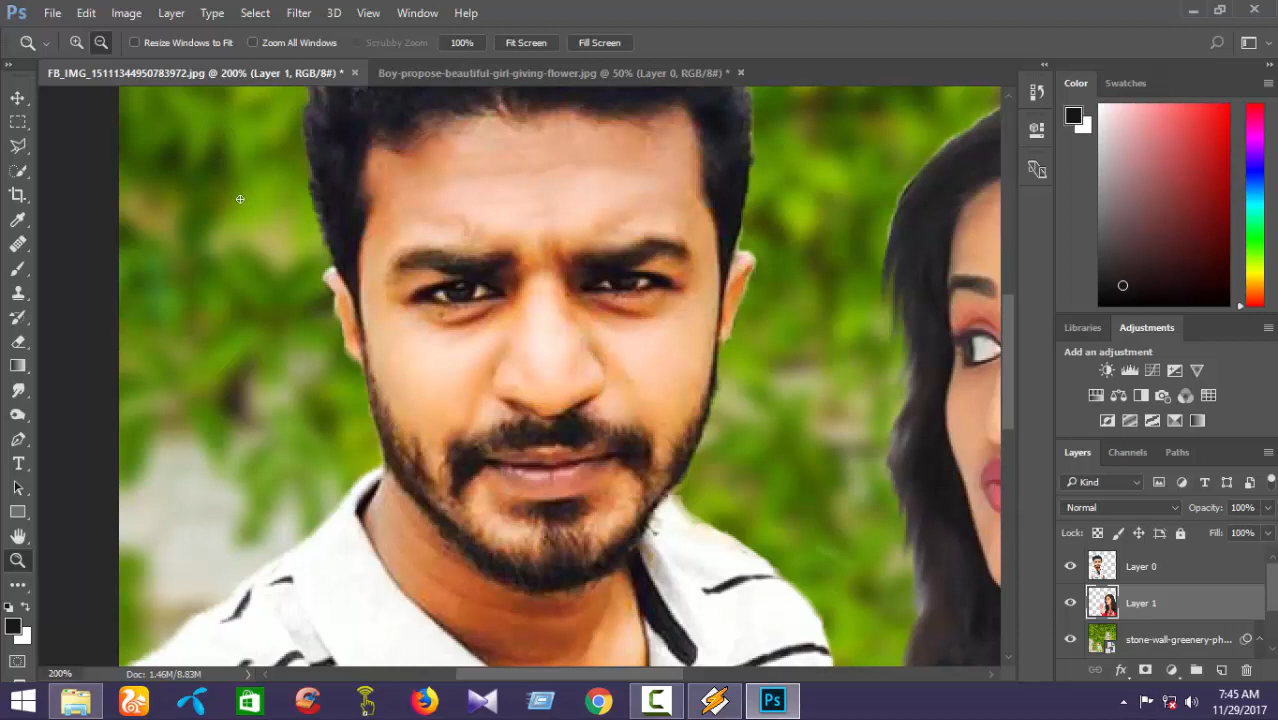 Ps File Edit Image Layer Type Select Filter 3D View Window Help
Resize Windows to Fit Zoom All Windows Scrubby Zoom 100% Fit Screen Fill Screen
FB_IMG_15111344950783972.jpg @ 200% (Layer 1, RGB/8#) * × Boy-propose-beautiful-girl-giving-flower.jpg @ 50% (Layer 0, RGB/8#) * ×
Color Swatches
Libraries Adjustments
Add an adjustment
Layers Channels Paths
Kind
Normal Opacity: 100%
Lock: Fill: 100%
Layer 0
Layer 1
stone-wall-greenery-ph...
200% Doc: 1.46M/8.83M
7:45 AM
11/29/2017